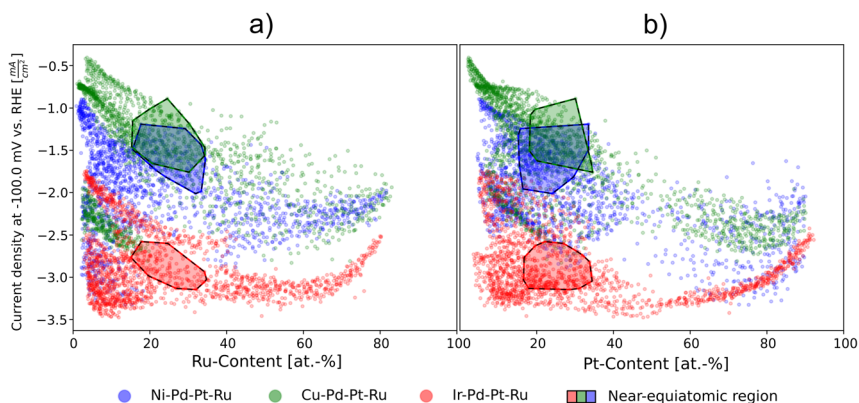 a) b)
Current density at -100.0 mV vs. RHE [mA/cm²]
−0.5
−1.0
−1.5
−2.0
−2.5
−3.0
−3.5
0 20 40 60 80 100 20 40 60 80 100
Ru-Content [at.-%] Pt-Content [at.-%]
Ni-Pd-Pt-Ru Cu-Pd-Pt-Ru Ir-Pd-Pt-Ru Near-equiatomic region